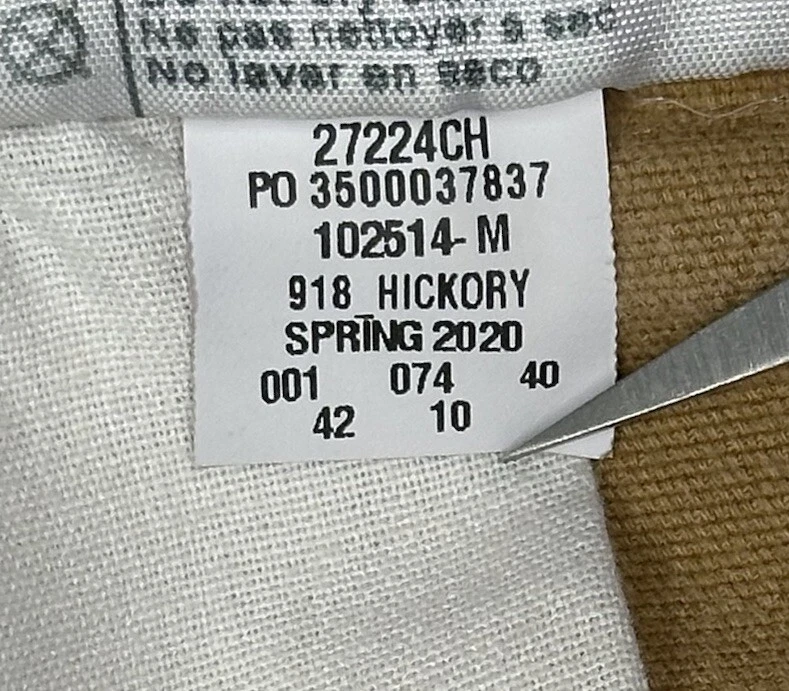 Ne pas nettoyer à sec
No lavar en seco
27224CH
PO 3500037837
102514-M
918_HICKORY
SPRING 2020
001 074 40
42 10